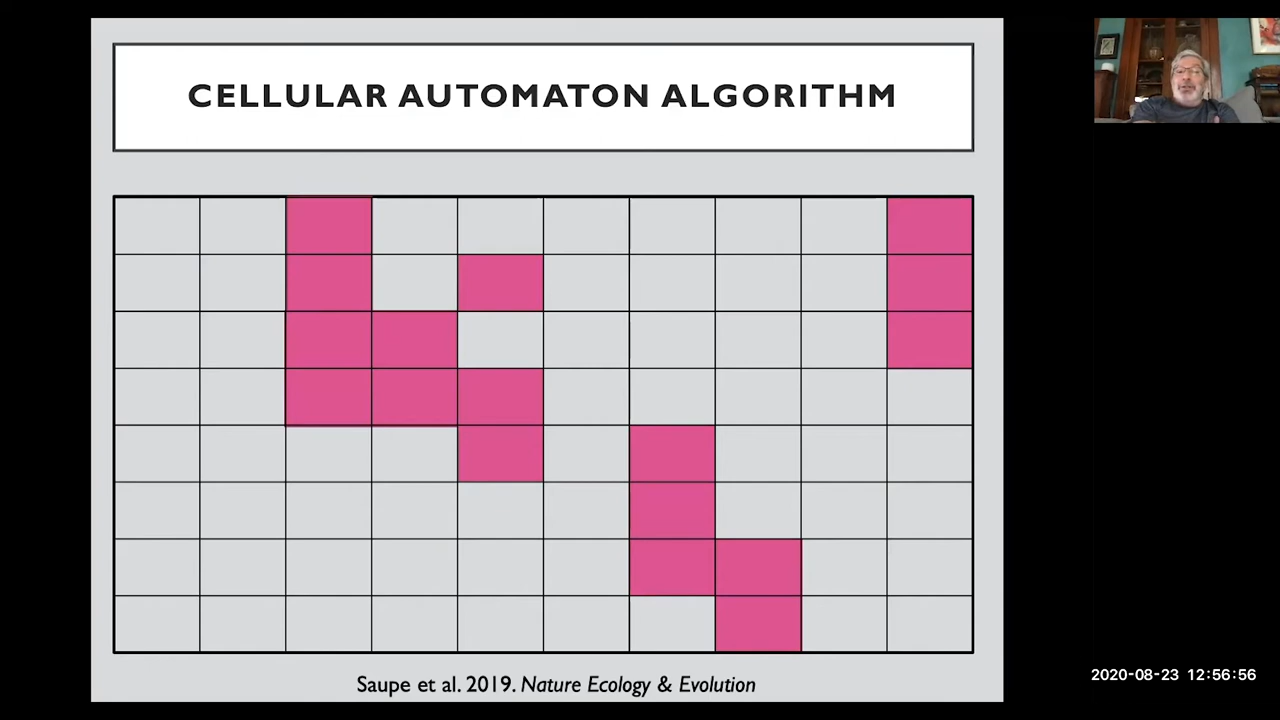 CELLULAR AUTOMATON ALGORITHM
Saupe et al. 2019. Nature Ecology & Evolution
2020-08-23 12:56:56